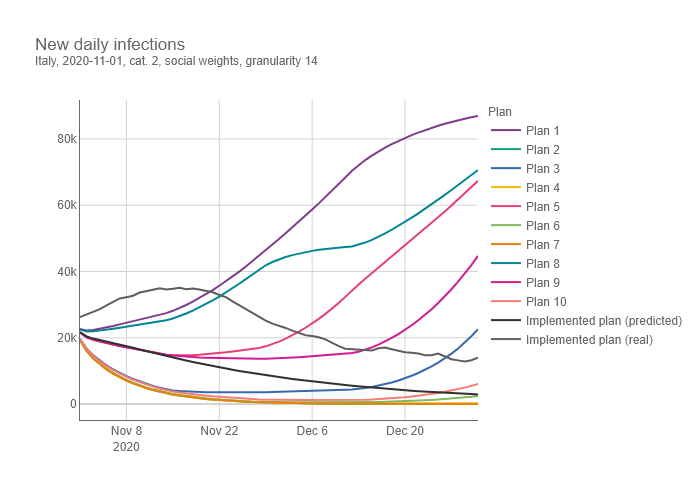 New daily infections
Italy, 2020-11-01, cat. 2, social weights, granularity 14
Plan
80k
60k
40k
20k
0
Nov 8
2020
Nov 22
Dec 6
Dec 20
Plan 1
Plan 2
Plan 3
Plan 4
Plan 5
Plan 6
Plan 7
Plan 8
Plan 9
Plan 10
Implemented plan (predicted)
Implemented plan (real)